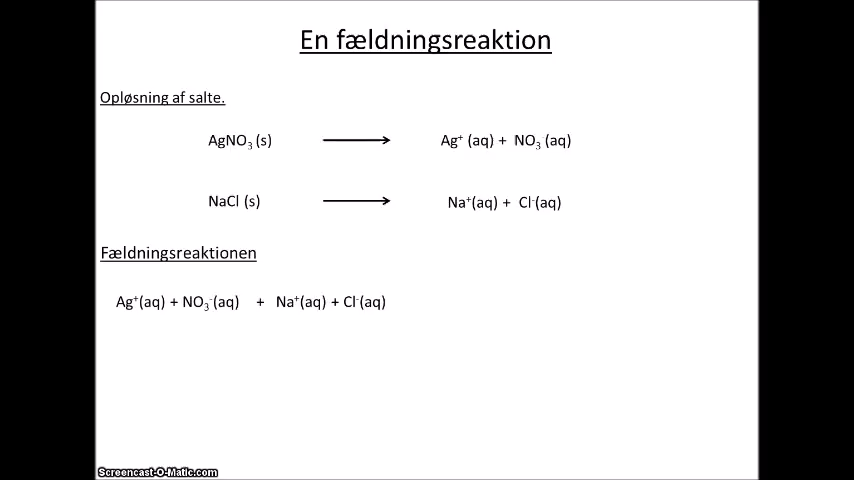 En fældningsreaktion
Opløsning af salte.
AgNO₃ (s) ⟶ Ag⁺ (aq) + NO₃⁻(aq)
NaCl (s) ⟶ Na⁺(aq) + Cl⁻(aq)
Fældningsreaktionen
Ag⁺(aq) + NO₃⁻(aq) + Na⁺(aq) + Cl⁻(aq)
Screencast-O-Matic.com